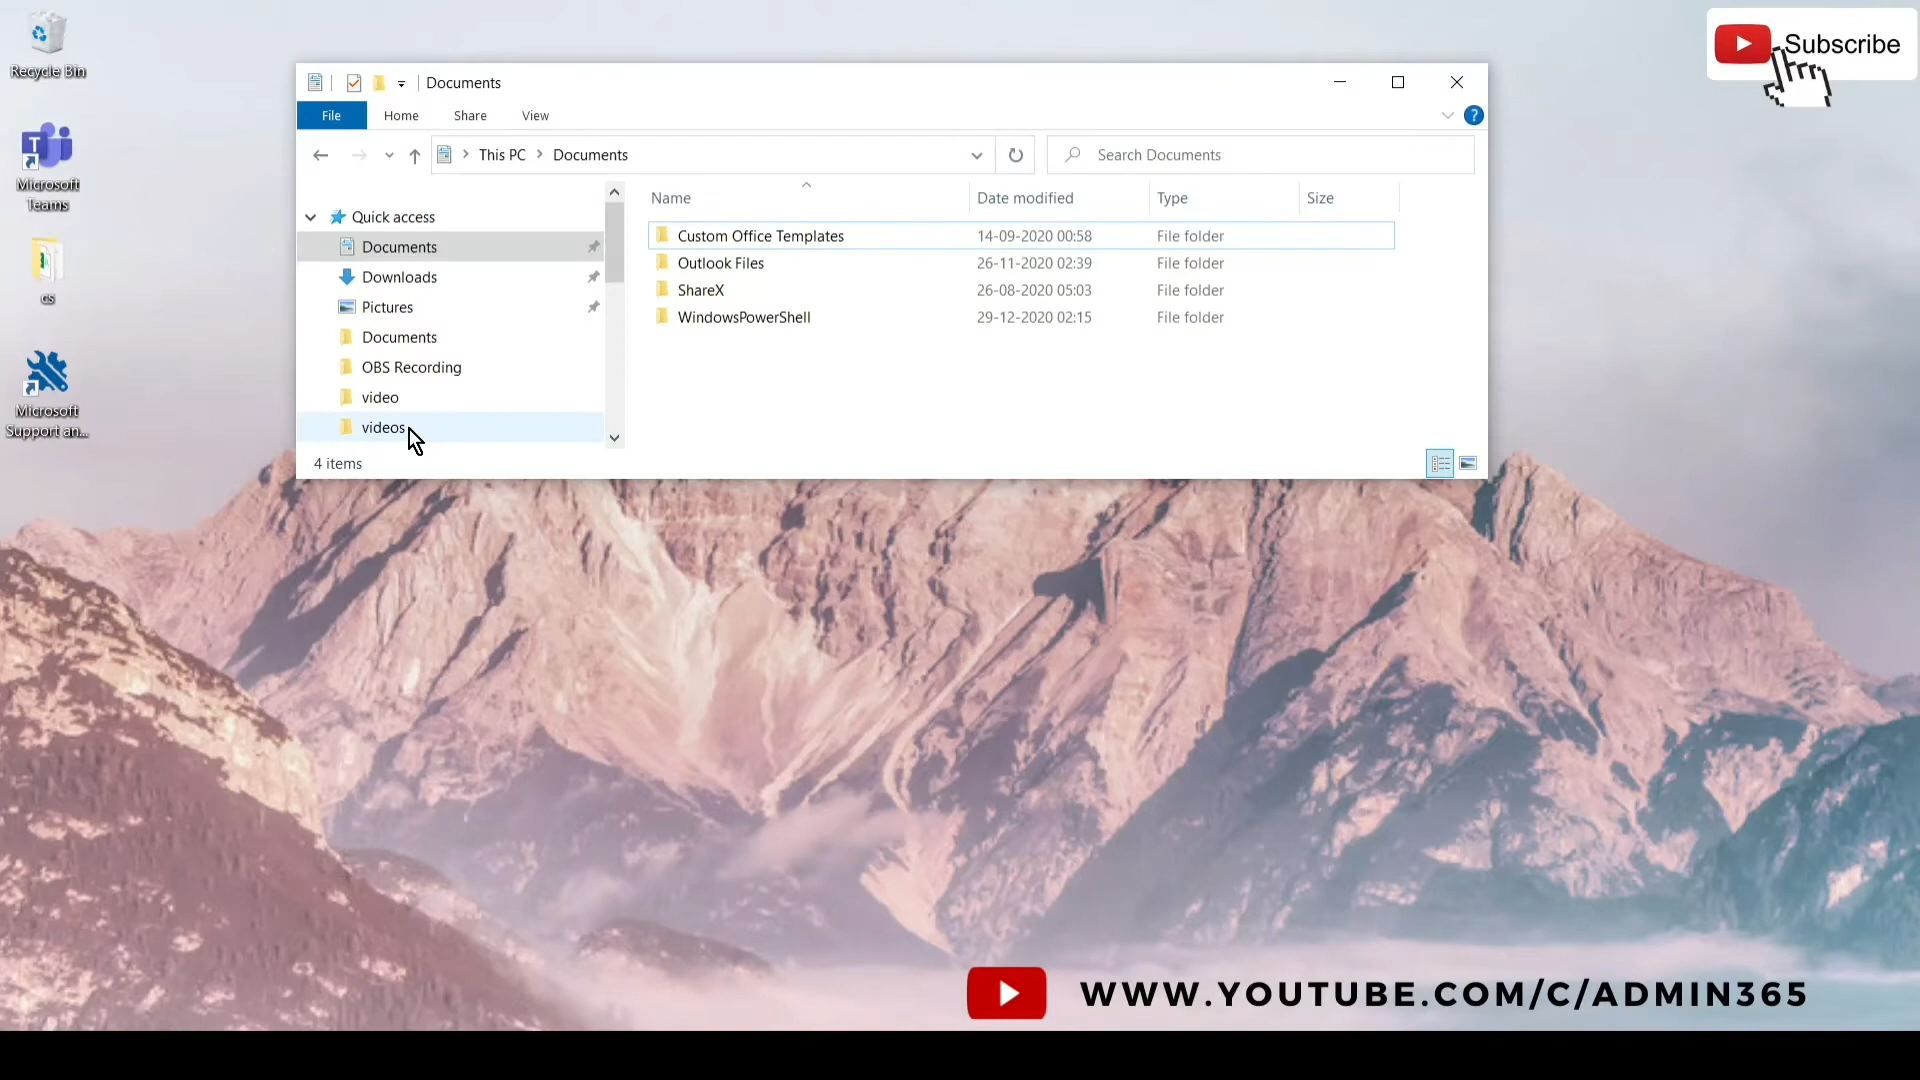 Recycle Bin
Microsoft
Teams
cs
Microsoft
Support an...
Documents
File Home Share View
?
This PC > Documents
Search Documents
Quick access
Documents
Downloads
Pictures
Documents
OBS Recording
video
videos
Name Date modified Type Size
Custom Office Templates 14-09-2020 00:58 File folder
Outlook Files 26-11-2020 02:39 File folder
ShareX 26-08-2020 05:03 File folder
WindowsPowerShell 29-12-2020 02:15 File folder
4 items
Subscribe
WWW.YOUTUBE.COM/C/ADMIN365